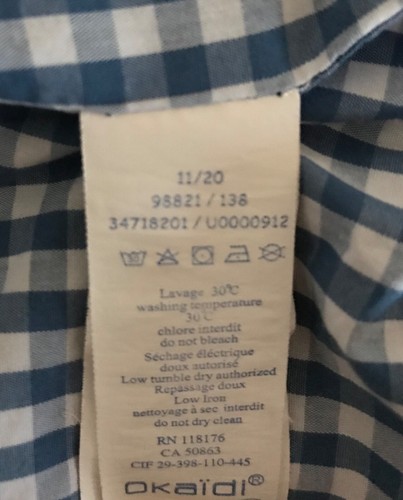 11/20
98821 / 138
34718201 / U0000912
Lavage 30°C
washing temperature
30°C
chlore interdit
do not bleach
Séchage éléctrique
doux autorisé
Low tumble dry authorized
Repassage doux
Low Iron
nettoyage à sec interdit
do not dry clean
RN 118176
CA 50863
CIF 29-398-110-445
OKaïdi®